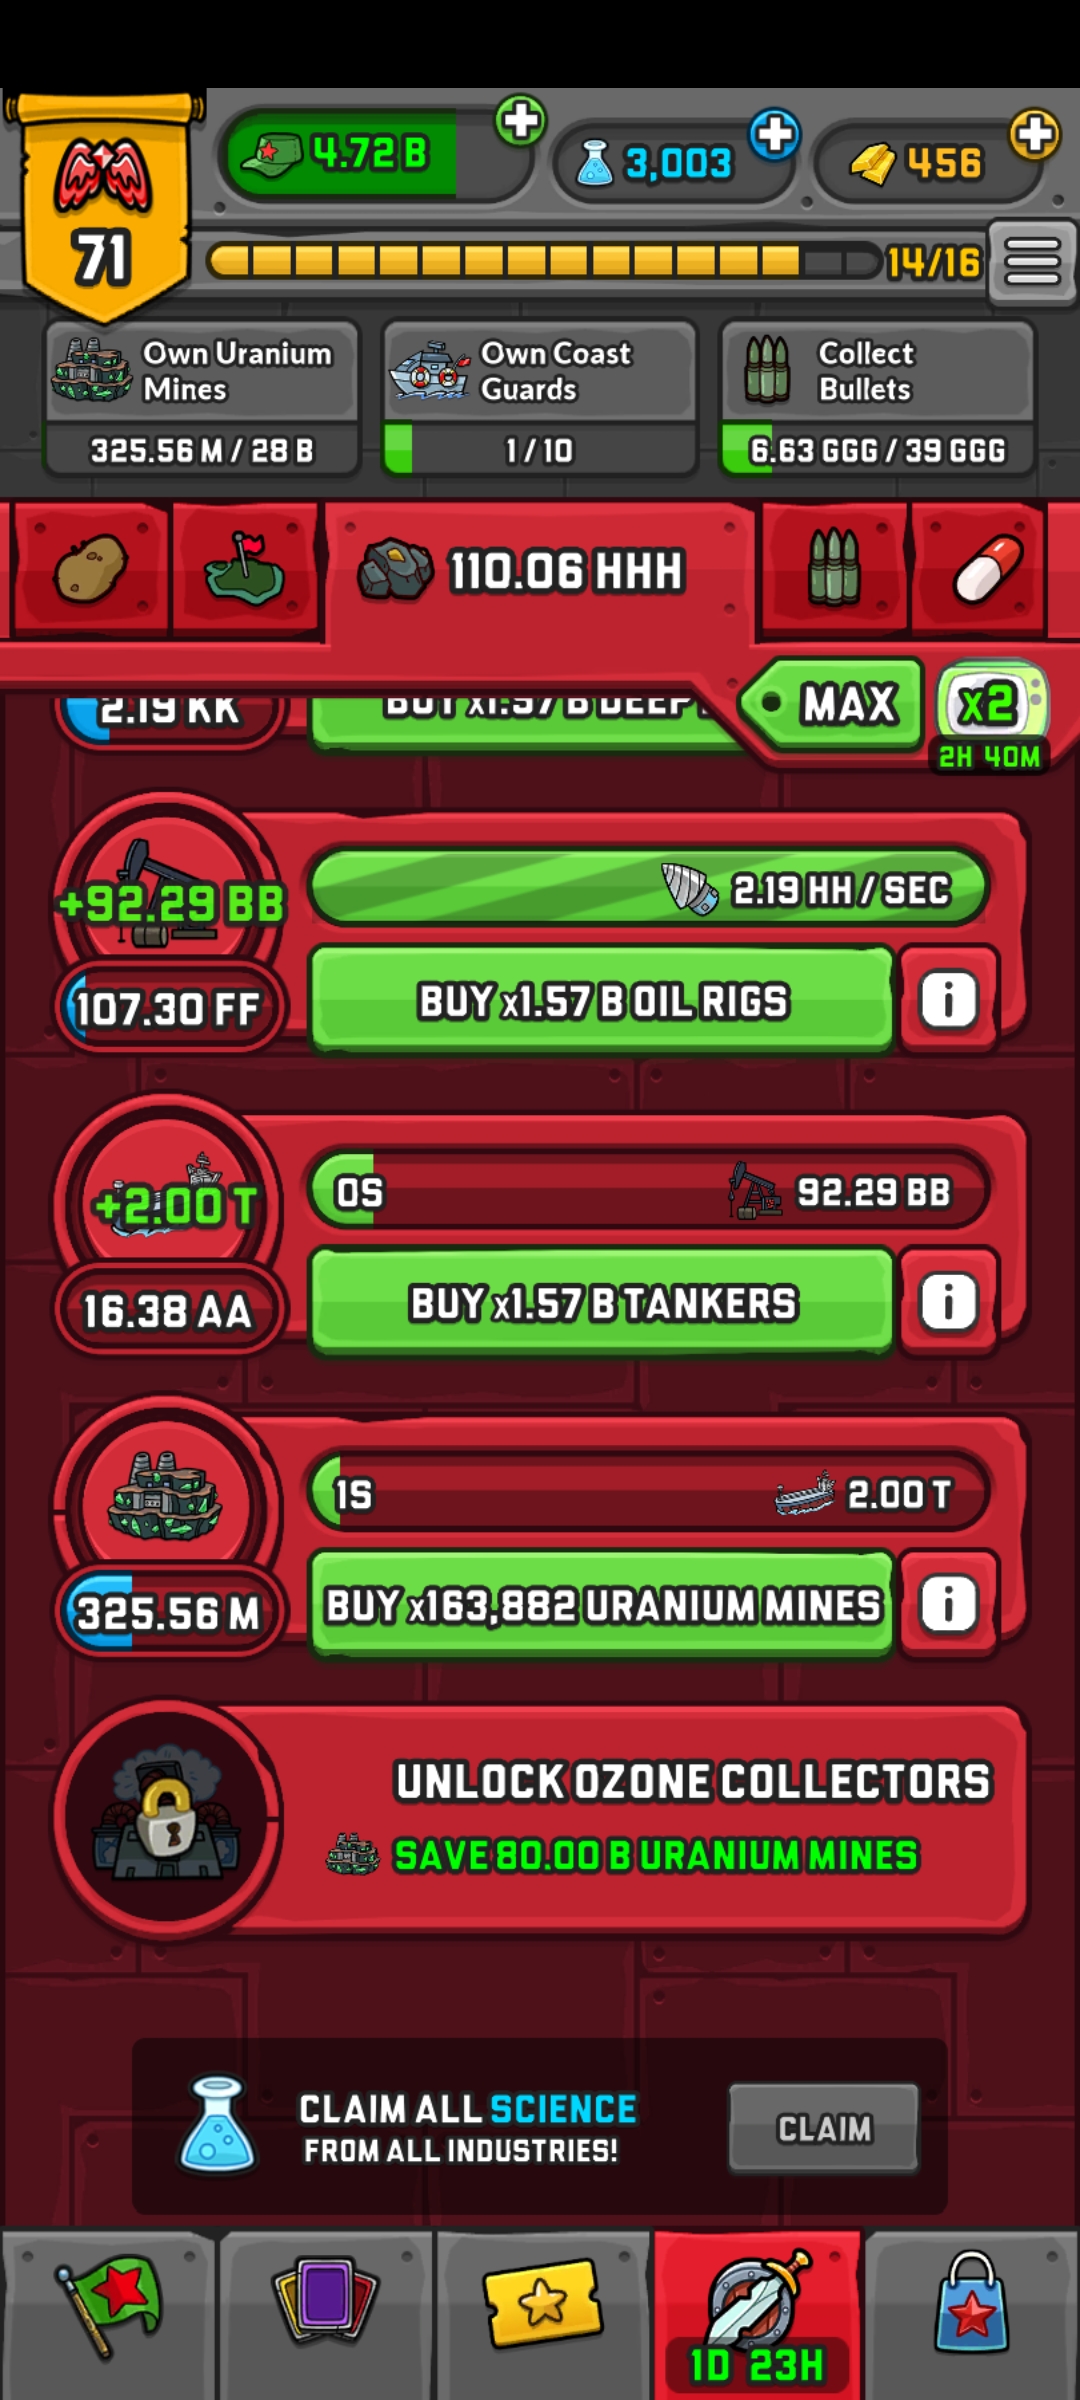 4.72 B
3,003
456
71
14/16
Own Uranium
Mines
325.56 M / 28 B
Own Coast
Guards
1 / 10
Collect
Bullets
6.63 GGG / 39 GGG
110.06 HHH
MAX
x2
2H 40M
2.19 KK
BUY x1.57 B DEEP
+92.29 BB
2.19 HH / SEC
107.30 FF
BUY x1.57 B OIL RIGS
i
+2.00 T
0S
92.29 BB
16.38 AA
BUY x1.57 B TANKERS
i
1S
2.00 T
325.56 M
BUY x163,882 URANIUM MINES
i
UNLOCK OZONE COLLECTORS
SAVE 80.00 B URANIUM MINES
CLAIM ALL SCIENCE
FROM ALL INDUSTRIES!
CLAIM
1D 23H